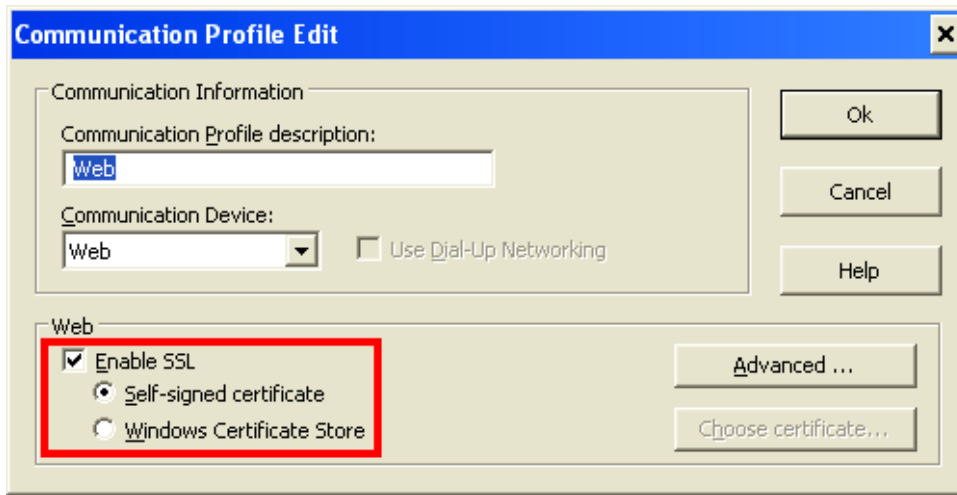 Communication Profile Edit
Communication Information
Communication Profile description:
Web
Communication Device:
Web
Use Dial-Up Networking
Ok
Cancel
Help
Web
Enable SSL
Self-signed certificate
Windows Certificate Store
Advanced ...
Choose certificate...